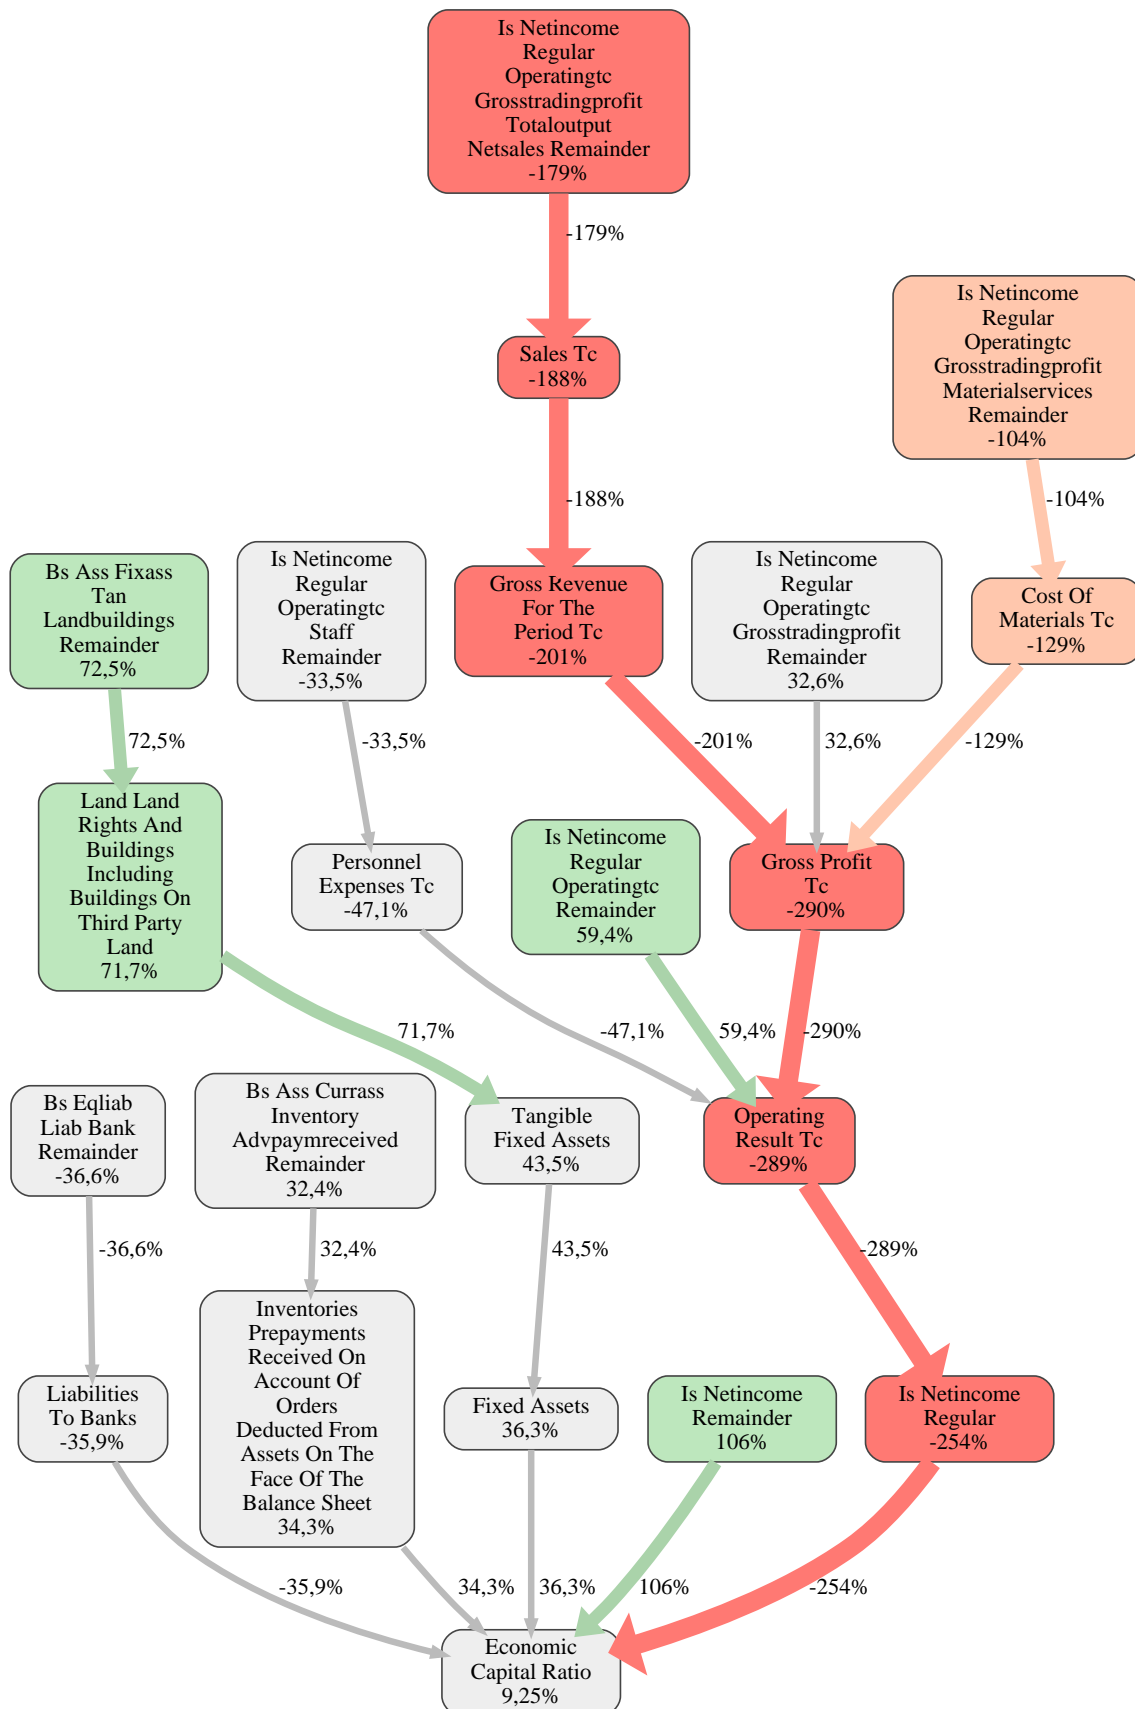 Is Netincome
Regular
Operatingtc
Grosstradingprofit
Totaloutput
Netsales Remainder
-179%
-179%
Is Netincome
Regular
Operatingtc
Grosstradingprofit
Materialservices
Remainder
-104%
Sales Tc
-188%
-188%
-104%
Bs Ass Fixass
Tan
Landbuildings
Remainder
72,5%
Is Netincome
Regular
Operatingtc
Staff
Remainder
-33,5%
Gross Revenue
For The
Period Tc
-201%
Is Netincome
Regular
Operatingtc
Grosstradingprofit
Remainder
32,6%
Cost Of
Materials Tc
-129%
72,5%
-33,5%
-201%
32,6%
-129%
Land Land
Rights And
Buildings
Including
Buildings On
Third Party
Land
71,7%
Personnel
Expenses Tc
-47,1%
Is Netincome
Regular
Operatingtc
Remainder
59,4%
Gross Profit
Tc
-290%
71,7%
-47,1%
59,4%
-290%
Bs Eqliab
Liab Bank
Remainder
-36,6%
Bs Ass Currass
Inventory
Advpaymreceived
Remainder
32,4%
Tangible
Fixed Assets
43,5%
Operating
Result Tc
-289%
-36,6%
32,4%
43,5%
-289%
Liabilities
To Banks
-35,9%
Inventories
Prepayments
Received On
Account Of
Orders
Deducted From
Assets On The
Face Of The
Balance Sheet
34,3%
Fixed Assets
36,3%
Is Netincome
Remainder
106%
Is Netincome
Regular
-254%
-35,9%
34,3%
36,3%
106%
-254%
Economic
Capital Ratio
9,25%